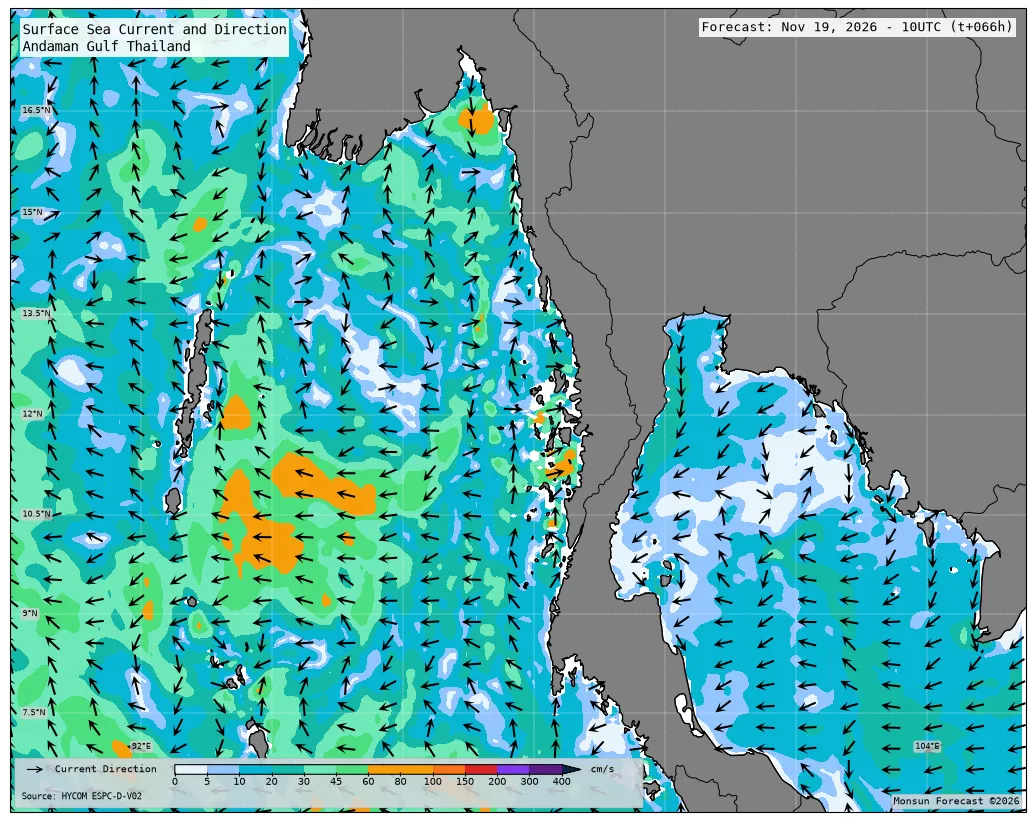 Surface Sea Current and Direction
Andaman Gulf Thailand
Forecast: Nov 19, 2026 - 10UTC (t+066h)
16.5°N
15°N
13.5°N
12°N
10.5°N
9°N
7.5°N
92°E
104°E
Current Direction
0 5 10 20 30 45 60 80 100 150 200 300 400 cm/s
Source: HYCOM ESPC-D-V02
Monsun Forecast ©2026